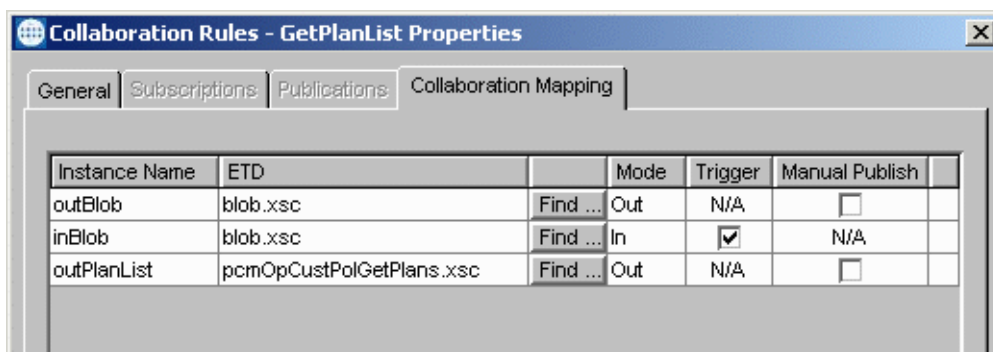 Collaboration Rules - GetPlanList Properties
General Subscriptions Publications Collaboration Mapping
Instance Name ETD Mode Trigger Manual Publish
outBlob blob.xsc Find ... Out N/A
inBlob blob.xsc Find ... In N/A
outPlanList pcmOpCustPolGetPlans.xsc Find ... Out N/A